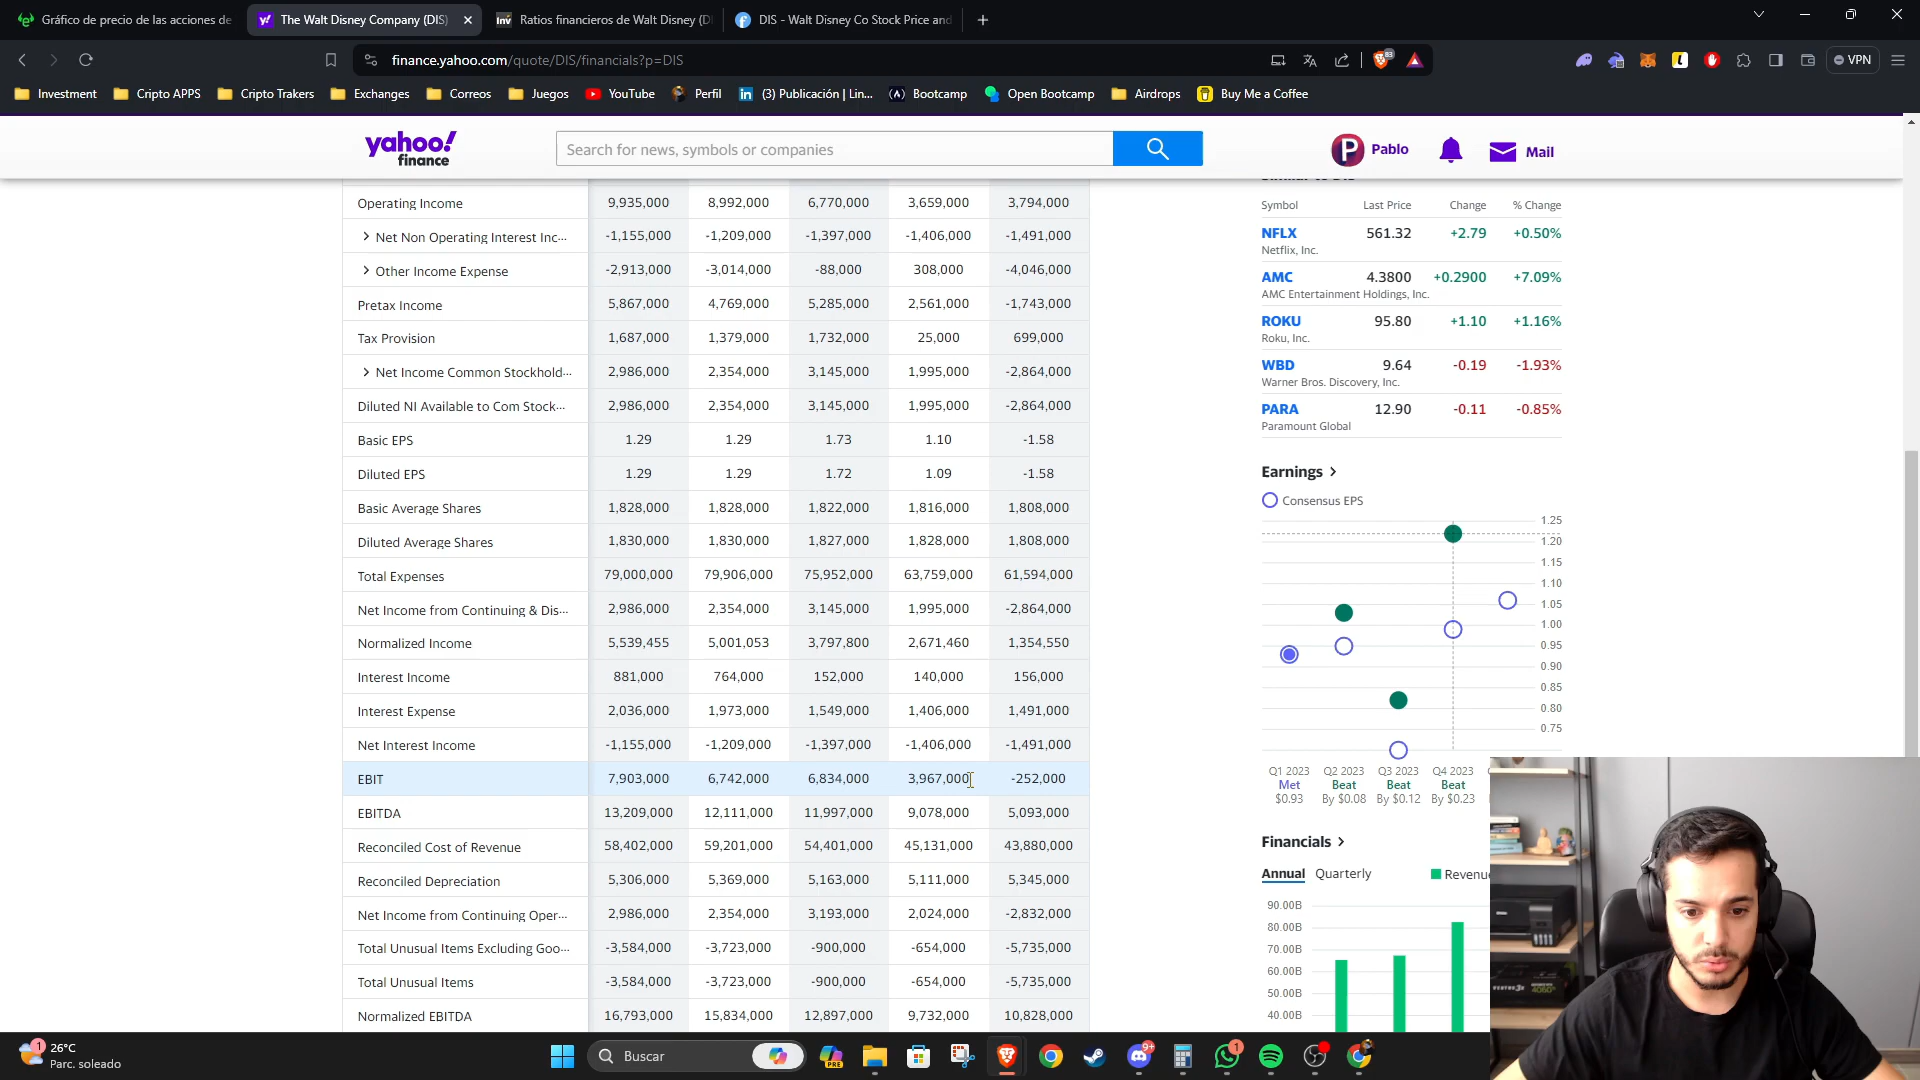 Gráfico de precio de las acciones de
The Walt Disney Company (DIS)
Ratios financieros de Walt Disney (D
DIS - Walt Disney Co Stock Price and
finance.yahoo.com/quote/DIS/financials?p=DIS
VPN
Investment
Cripto APPS
Cripto Trakers
Exchanges
Correos
Juegos
YouTube
Perfil
(3) Publicación | Lin...
Bootcamp
Open Bootcamp
Airdrops
Buy Me a Coffee
yahoo!
finance
Search for news, symbols or companies
Pablo
Mail
Operating Income 9,935,000 8,992,000 6,770,000 3,659,000 3,794,000
Net Non Operating Interest Inc... -1,155,000 -1,209,000 -1,397,000 -1,406,000 -1,491,000
Other Income Expense -2,913,000 -3,014,000 -88,000 308,000 -4,046,000
Pretax Income 5,867,000 4,769,000 5,285,000 2,561,000 -1,743,000
Tax Provision 1,687,000 1,379,000 1,732,000 25,000 699,000
Net Income Common Stockhold... 2,986,000 2,354,000 3,145,000 1,995,000 -2,864,000
Diluted NI Available to Com Stock... 2,986,000 2,354,000 3,145,000 1,995,000 -2,864,000
Basic EPS 1.29 1.29 1.73 1.10 -1.58
Diluted EPS 1.29 1.29 1.72 1.09 -1.58
Basic Average Shares 1,828,000 1,828,000 1,822,000 1,816,000 1,808,000
Diluted Average Shares 1,830,000 1,830,000 1,827,000 1,828,000 1,808,000
Total Expenses 79,000,000 79,906,000 75,952,000 63,759,000 61,594,000
Net Income from Continuing & Dis... 2,986,000 2,354,000 3,145,000 1,995,000 -2,864,000
Normalized Income 5,539,455 5,001,053 3,797,800 2,671,460 1,354,550
Interest Income 881,000 764,000 152,000 140,000 156,000
Interest Expense 2,036,000 1,973,000 1,549,000 1,406,000 1,491,000
Net Interest Income -1,155,000 -1,209,000 -1,397,000 -1,406,000 -1,491,000
EBIT 7,903,000 6,742,000 6,834,000 3,967,000 -252,000
EBITDA 13,209,000 12,111,000 11,997,000 9,078,000 5,093,000
Reconciled Cost of Revenue 58,402,000 59,201,000 54,401,000 45,131,000 43,880,000
Reconciled Depreciation 5,306,000 5,369,000 5,163,000 5,111,000 5,345,000
Net Income from Continuing Oper... 2,986,000 2,354,000 3,193,000 2,024,000 -2,832,000
Total Unusual Items Excluding Goo... -3,584,000 -3,723,000 -900,000 -654,000 -5,735,000
Total Unusual Items -3,584,000 -3,723,000 -900,000 -654,000 -5,735,000
Normalized EBITDA 16,793,000 15,834,000 12,897,000 9,732,000 10,828,000
Symbol Last Price Change % Change
NFLX 561.32 +2.79 +0.50%
Netflix, Inc.
AMC 4.3800 +0.2900 +7.09%
AMC Entertainment Holdings, Inc.
ROKU 95.80 +1.10 +1.16%
Roku, Inc.
WBD 9.64 -0.19 -1.93%
Warner Bros. Discovery, Inc.
PARA 12.90 -0.11 -0.85%
Paramount Global
Earnings
Consensus EPS
1.25
1.20
1.15
1.10
1.05
1.00
0.95
0.90
0.85
0.80
0.75
Q1 2023 Q2 2023 Q3 2023 Q4 2023
Met Beat Beat Beat
$0.93 By $0.08 By $0.12 By $0.23
Financials
Annual Quarterly Revenue
90.00B
80.00B
70.00B
60.00B
50.00B
40.00B
26°C
Parc. soleado
Buscar